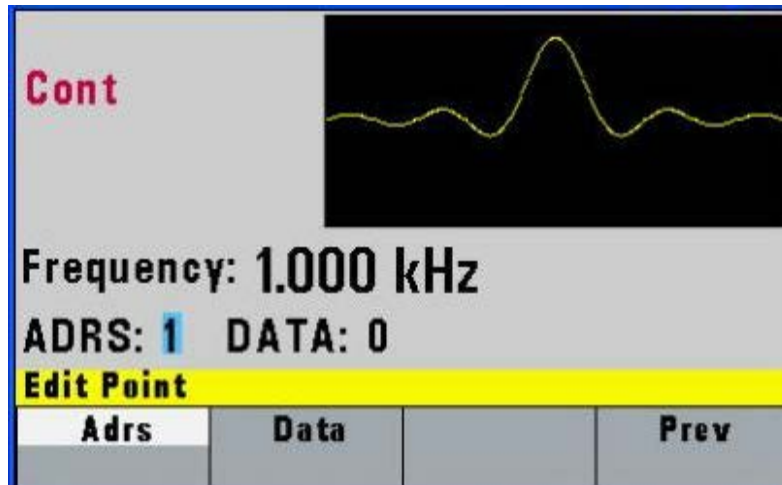 Cont
Frequency: 1.000 kHz
ADRS: 1 DATA: 0
Edit Point
Adrs Data Prev